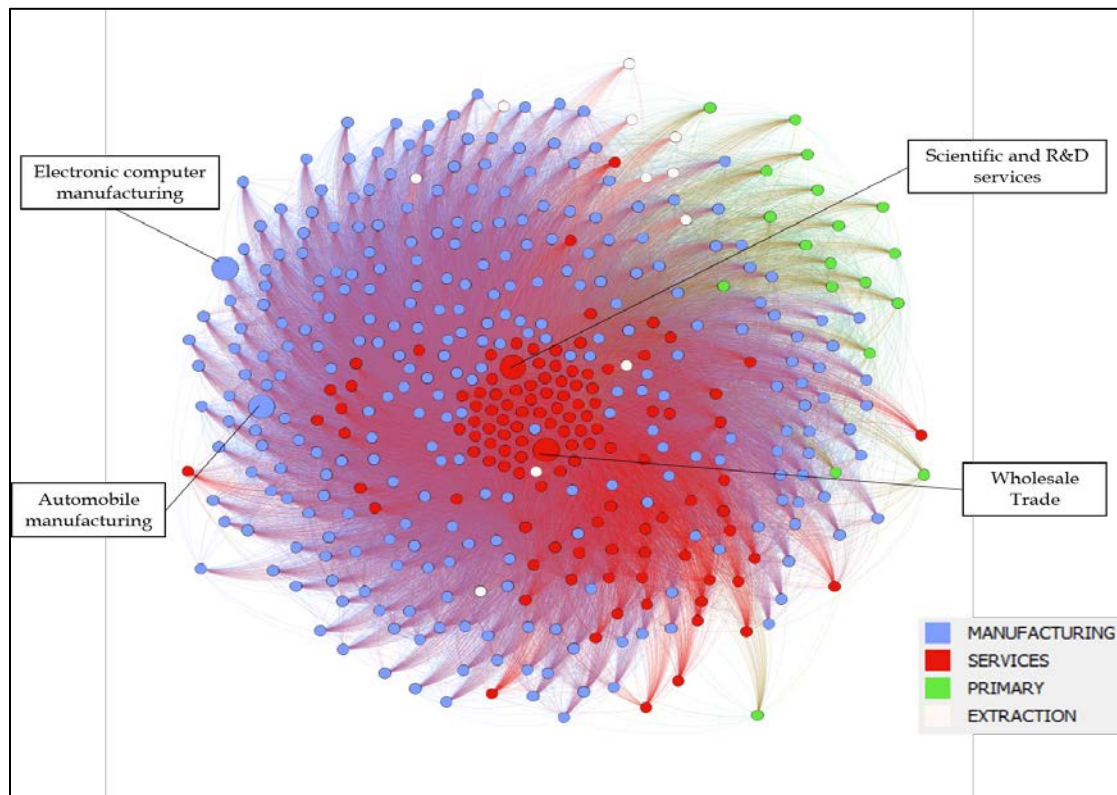 Scientific and R&D
services
Electronic computer
manufacturing
Automobile
manufacturing
Wholesale
Trade
MANUFACTURING
SERVICES
PRIMARY
EXTRACTION